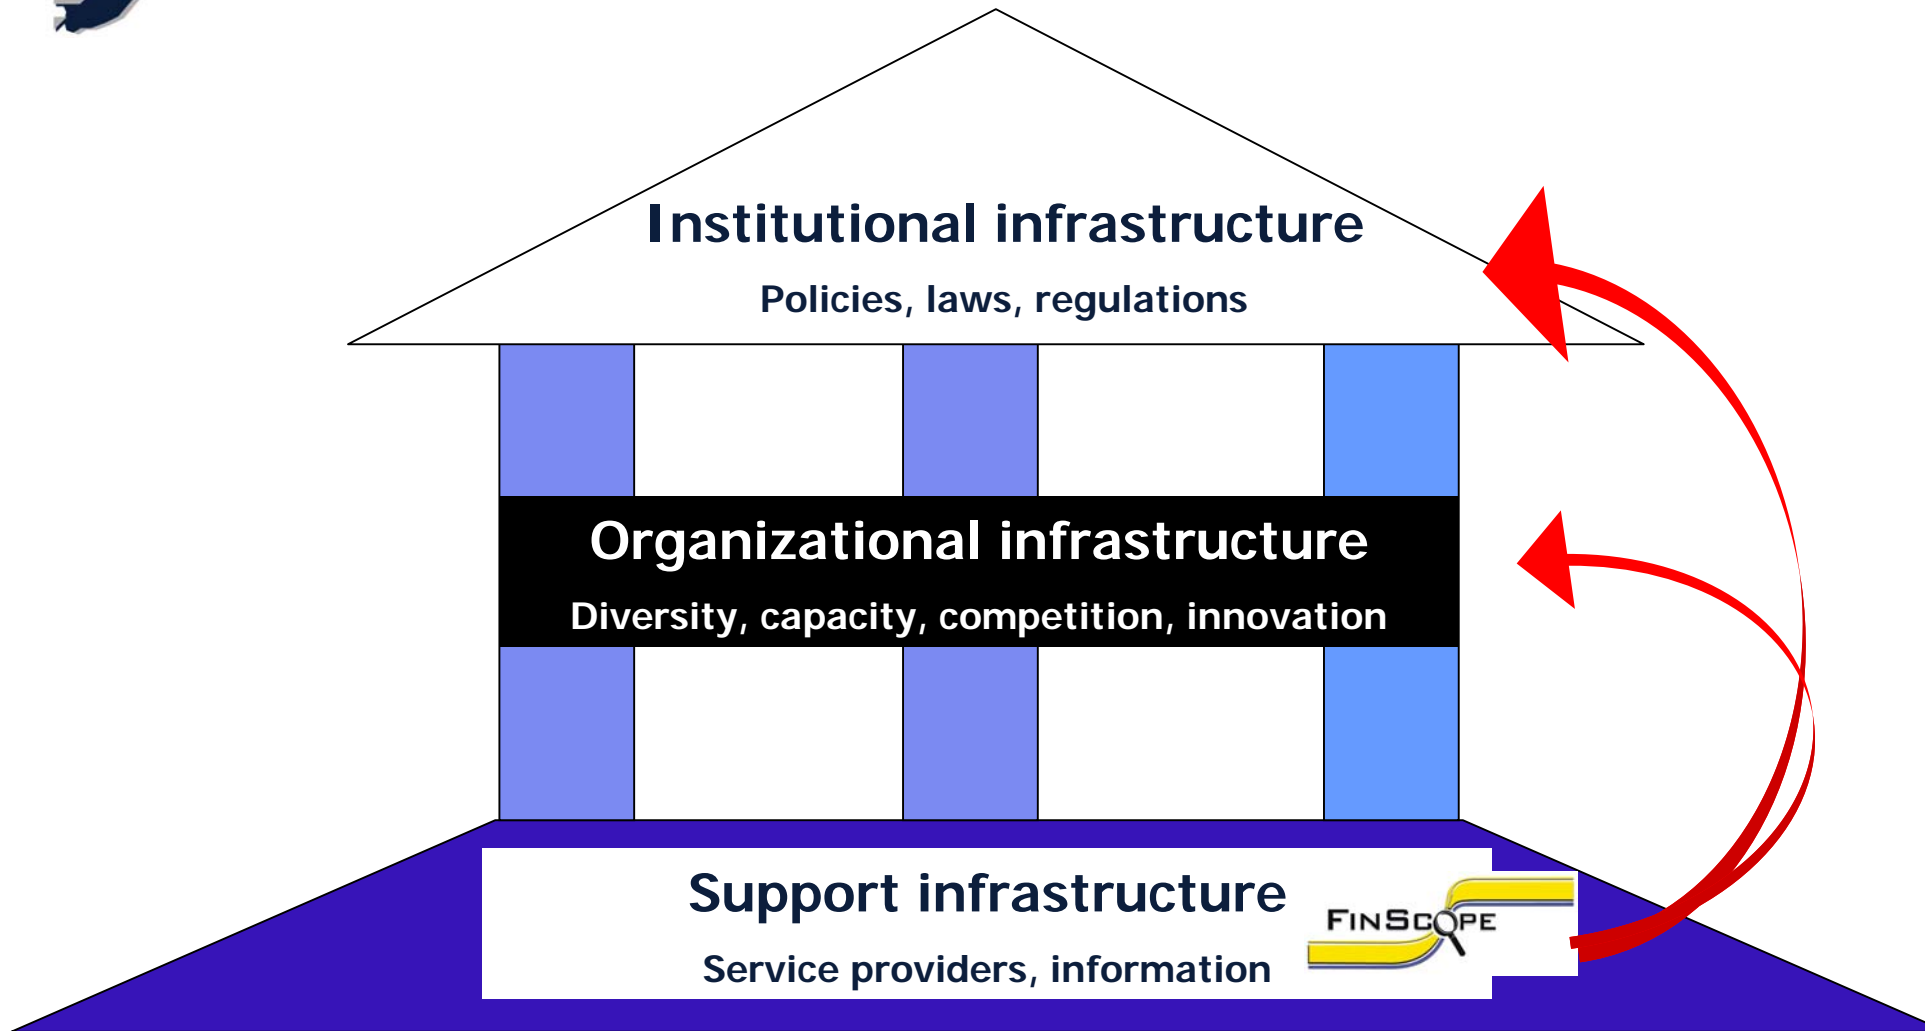 Institutional infrastructure
Policies, laws, regulations
Organizational infrastructure
Diversity, capacity, competition, innovation
Support infrastructure
FINSCOPE
Service providers, information